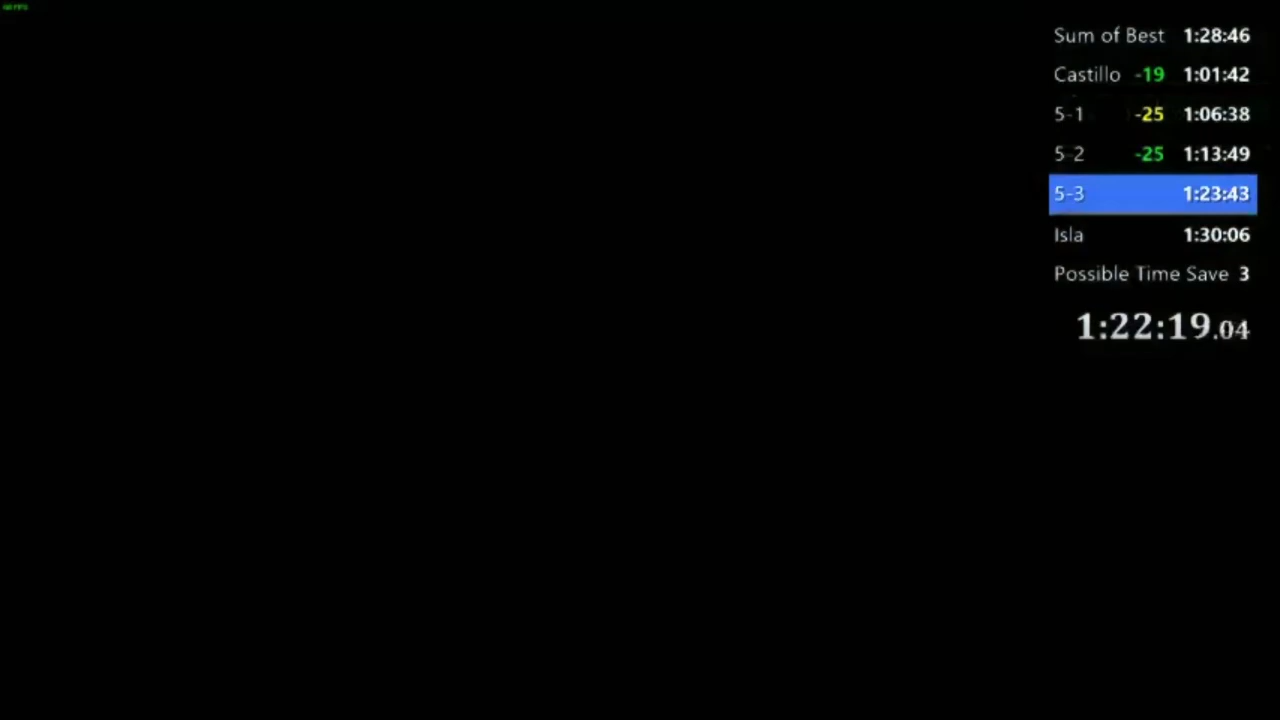 Sum of Best 1:28:46
Castillo -19 1:01:42
5-1 -25 1:06:38
5-2 -25 1:13:49
5-3 1:23:43
Isla 1:30:06
Possible Time Save 3
1:22:19.04